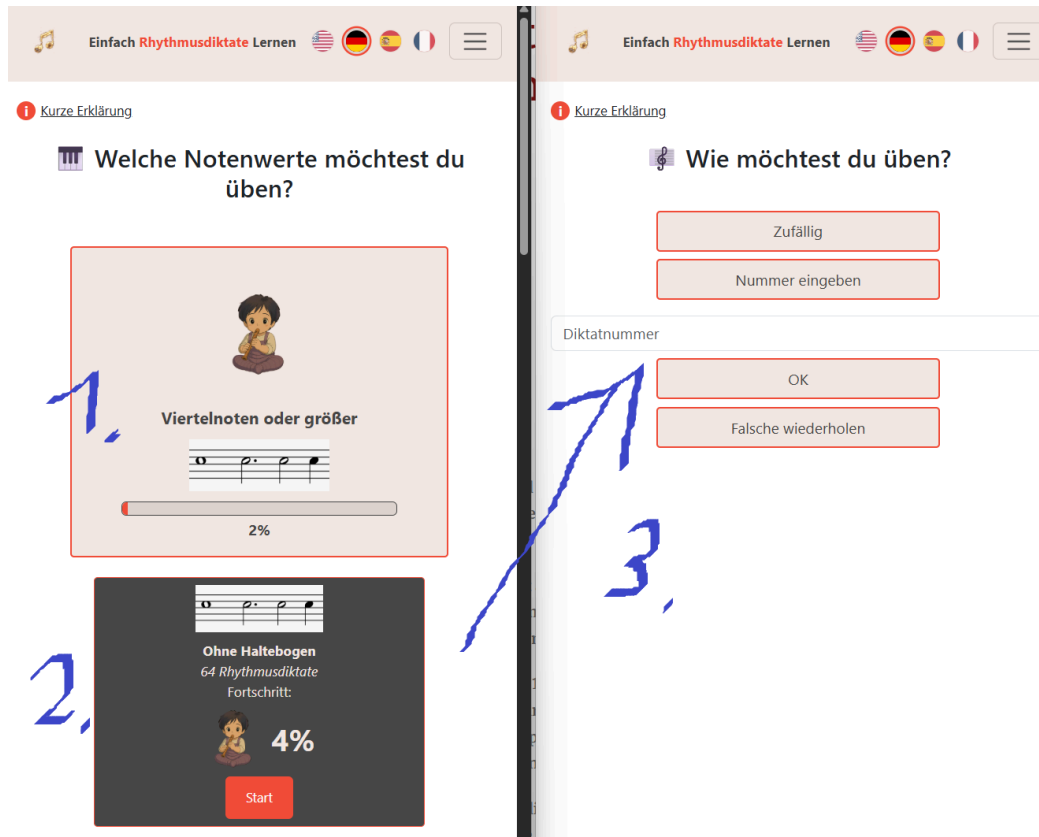 Einfach Rhythmusdiktate Lernen
i Kurze Erklärung
Welche Notenwerte möchtest du
üben?
1.
Viertelnoten oder größer
2%
2.
Ohne Haltebogen
64 Rhythmusdiktate
Fortschritt:
4%
Start
Einfach Rhythmusdiktate Lernen
i Kurze Erklärung
Wie möchtest du üben?
Zufällig
Nummer eingeben
Diktatnummer
OK
Falsche wiederholen
3.